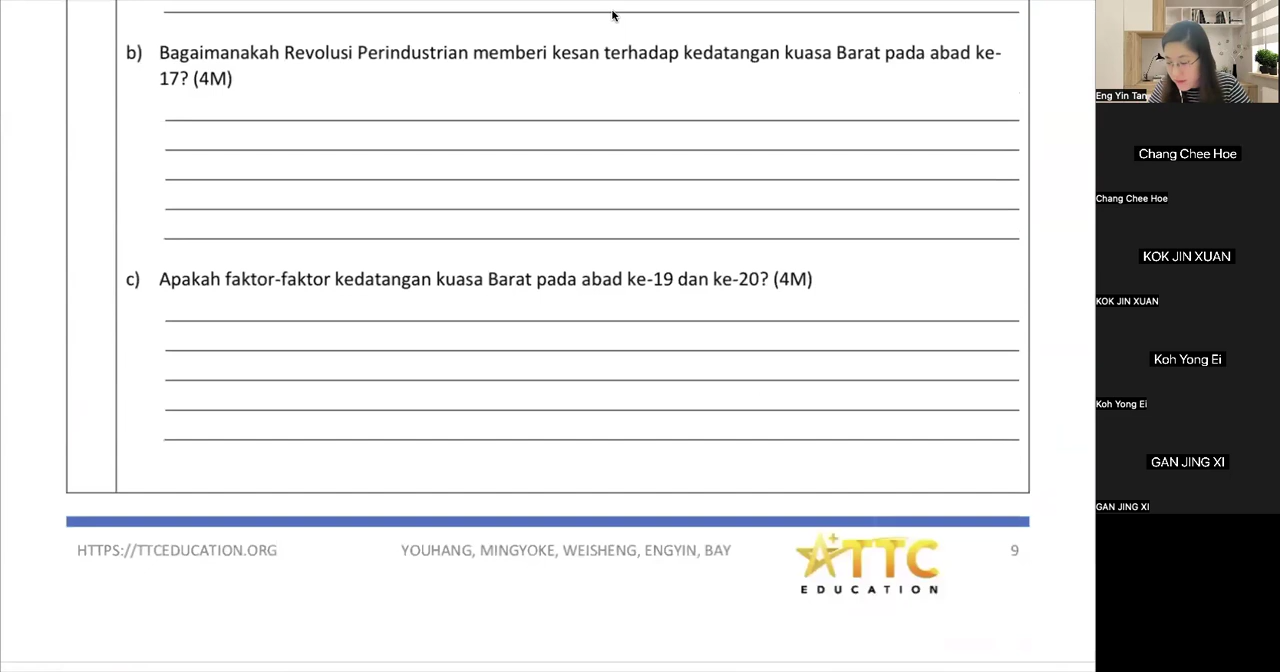 b) Bagaimanakah Revolusi Perindustrian memberi kesan terhadap kedatangan kuasa Barat pada abad ke-
17? (4M)
c) Apakah faktor-faktor kedatangan kuasa Barat pada abad ke-19 dan ke-20? (4M)
HTTPS://TTCEDUCATION.ORG
YOUHANG, MINGYOKE, WEISHENG, ENGYIN, BAY
TTC
EDUCATION
9
Eng Yin Tan
Chang Chee Hoe
Chang Chee Hoe
KOK JIN XUAN
KOK JIN XUAN
Koh Yong Ei
Koh Yong Ei
GAN JING XI
GAN JING XI